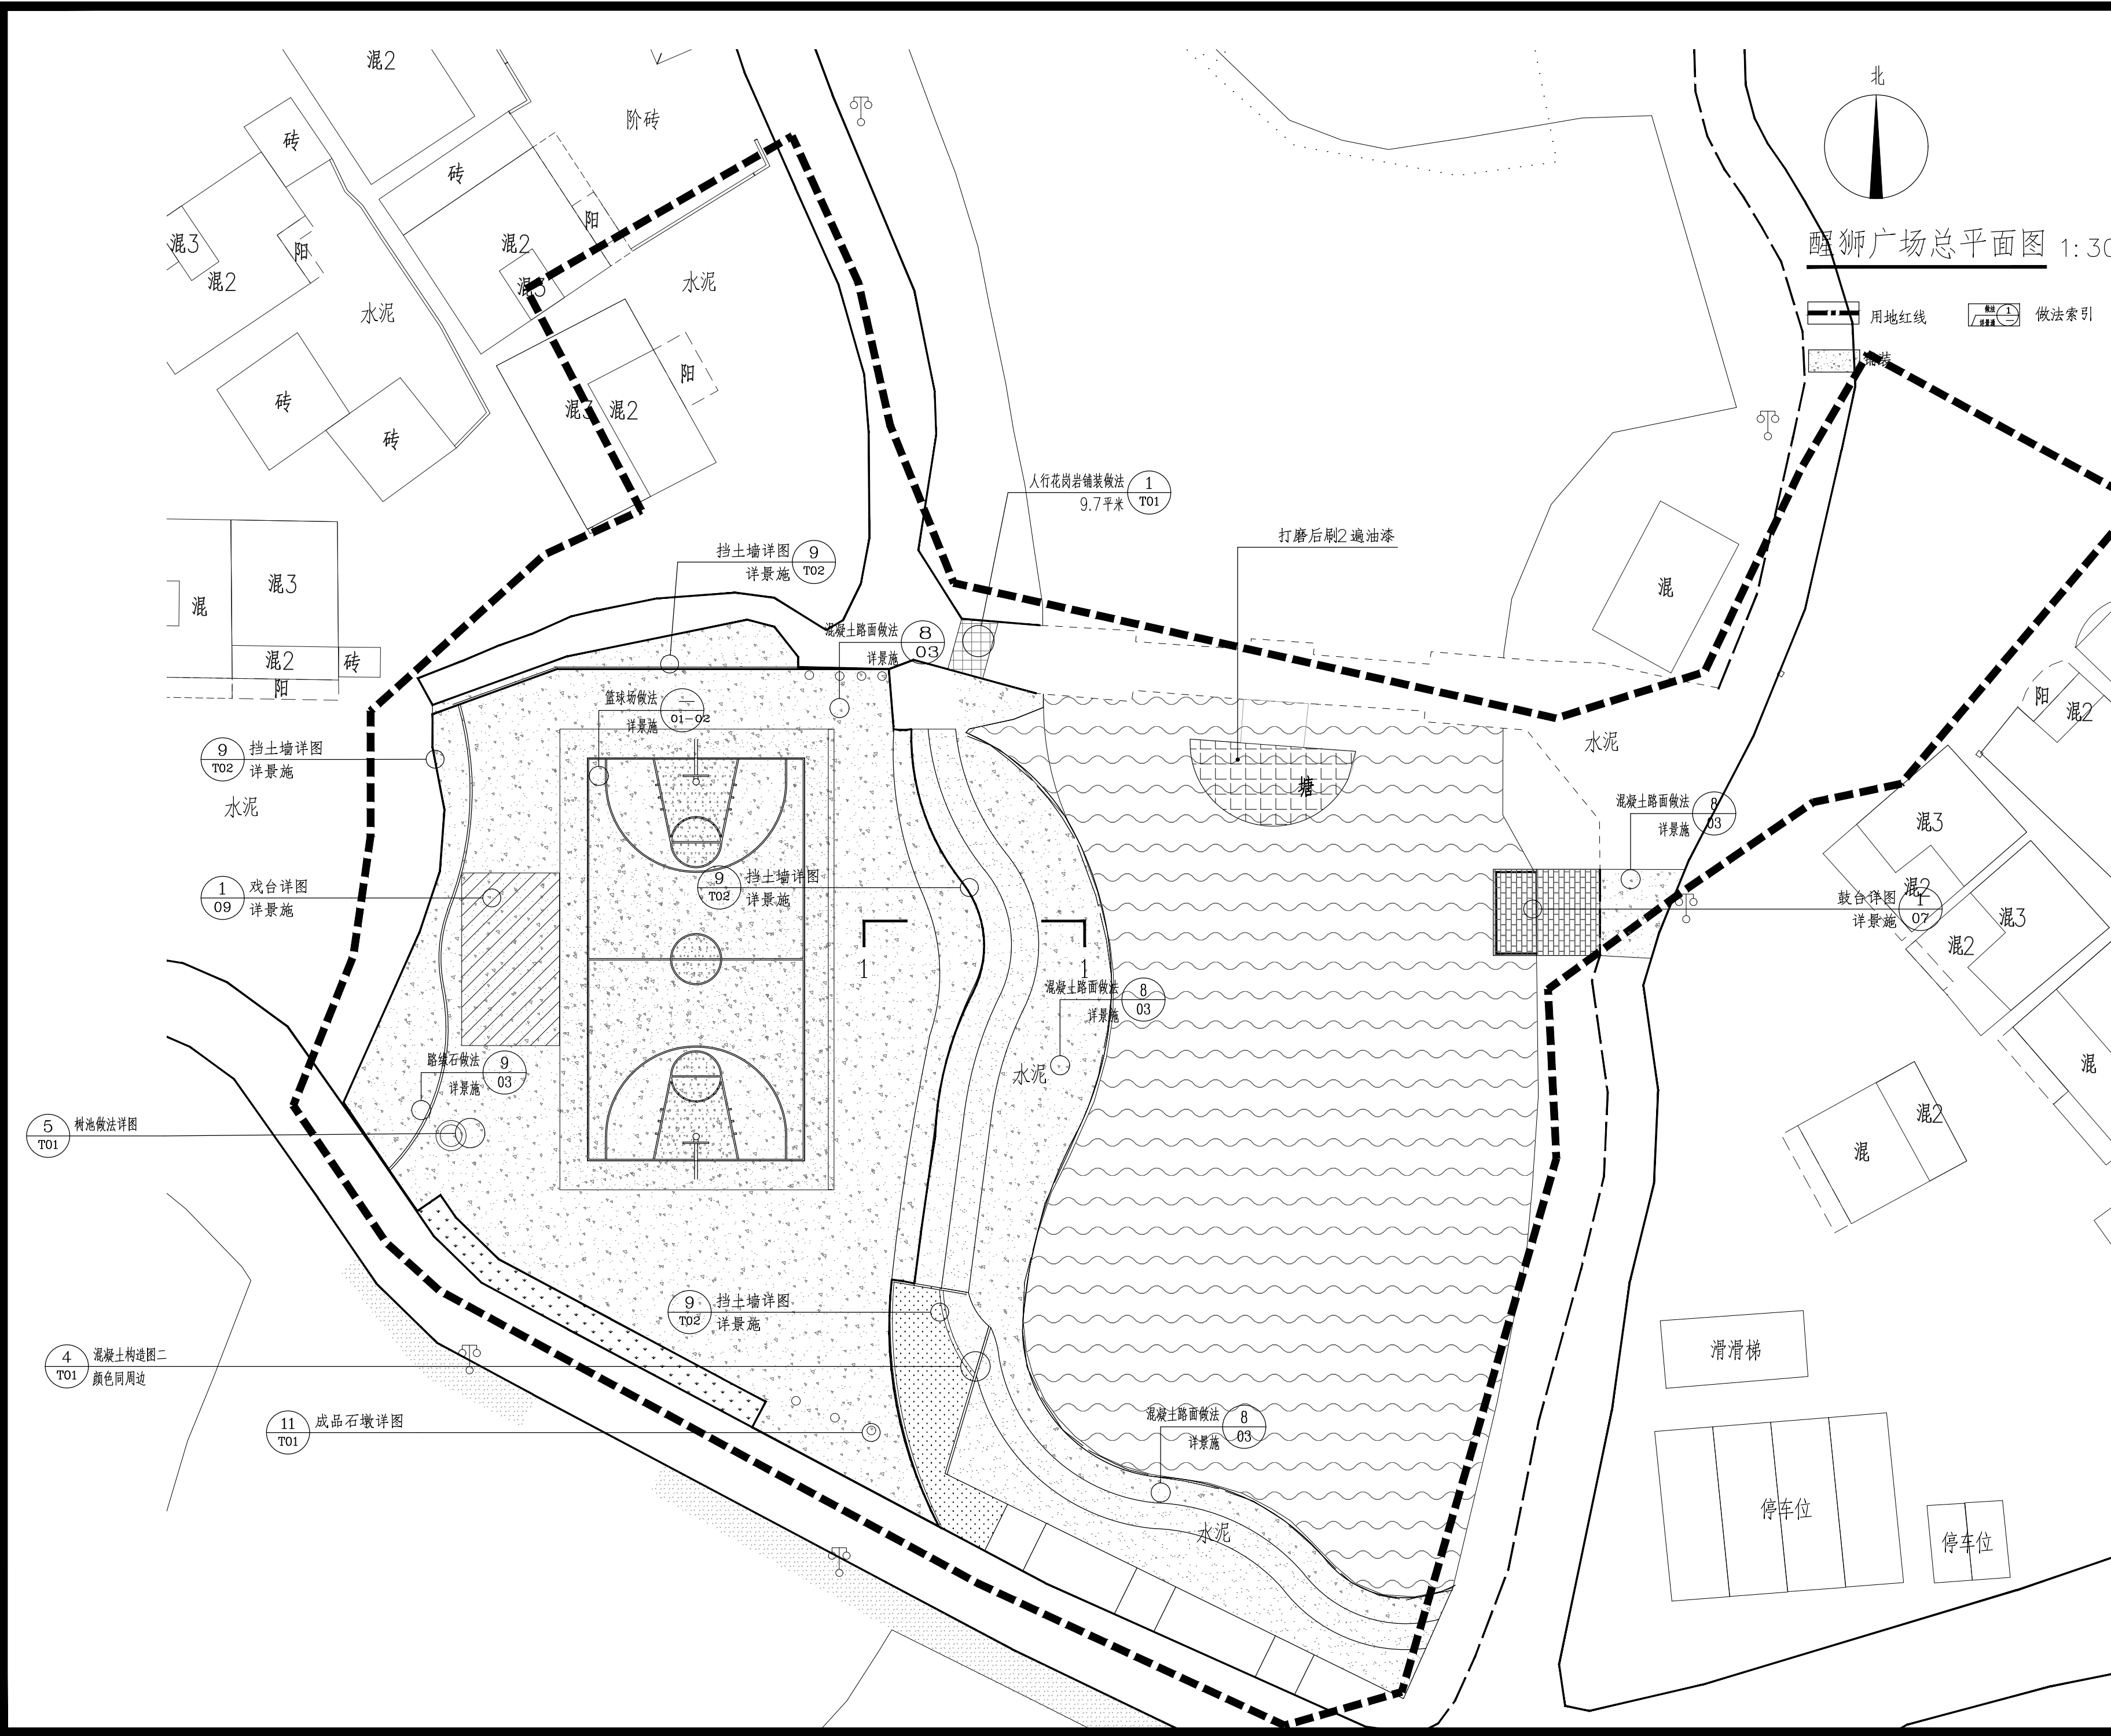 混2
北
阶砖
砖
砖
阳
混3
混2
阳
混2
混3
水泥
水泥
醒狮广场总平面图 1:30
用地红线
做法
详景施
1
做法索引
铺装
阳
混3
混2
砖
砖
人行花岗岩铺装做法
9.7平米
1
T01
打磨后刷2遍油漆
挡土墙详图
详景施
9
T02
混3
混
混
混2
砖
阳
混凝土路面做法
详景施
8
03
篮球场做法
详景施
01-02
阳
混2
水泥
9
T02
挡土墙详图
详景施
水泥
塘
混凝土路面做法
详景施
8
03
混3
1
09
戏台详图
详景施
9
T02
挡土墙详图
详景施
鼓台详图
详景施
1
07
混2
混3
混2
1
1
混凝土路面做法
详景施
8
03
路缘石做法
详景施
9
03
水泥
混
5
T01
树池做法详图
混2
混
9
T02
挡土墙详图
详景施
4
T01
混凝土构造图二
颜色同周边
滑滑梯
11
T01
成品石墩详图
混凝土路面做法
详景施
8
03
水泥
停车位
停车位